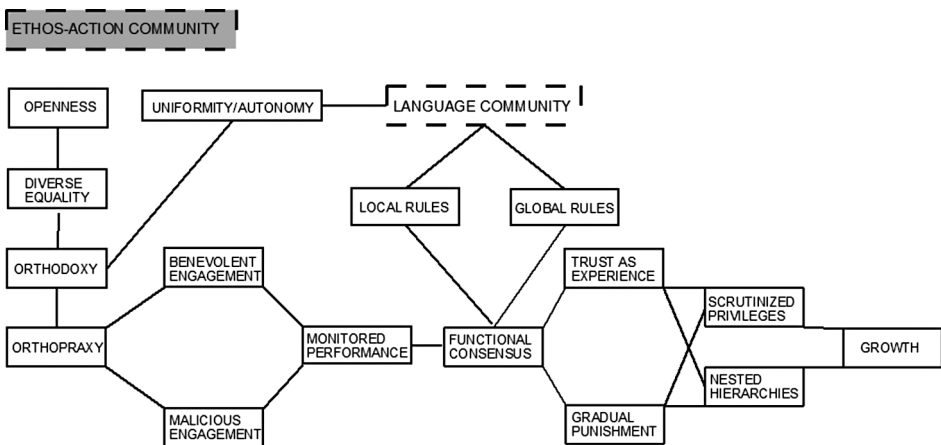 ETHOS-ACTION COMMUNITY
OPENNESS
UNIFORMITY/AUTONOMY
LANGUAGE COMMUNITY
DIVERSE
EQUALITY
LOCAL RULES
GLOBAL RULES
ORTHODOXY
BENEVOLENT
ENGAGEMENT
TRUST AS
EXPERIENCE
SCRUTINIZED
PRIVILEGES
ORTHOPRAXY
MONITORED
PERFORMANCE
FUNCTIONAL
CONSENSUS
GROWTH
NESTED
HIERARCHIES
MALICIOUS
ENGAGEMENT
GRADUAL
PUNISHMENT